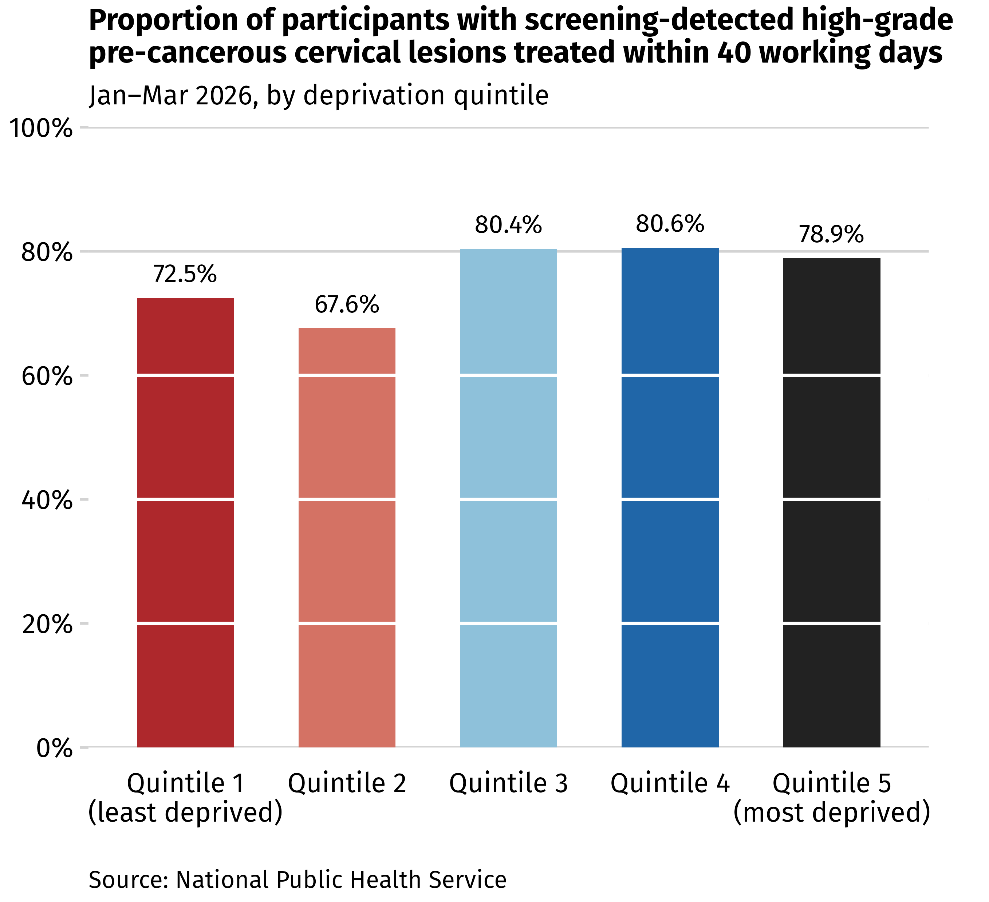 Proportion of participants with screening-detected high-grade
pre-cancerous cervical lesions treated within 40 working days
Jan–Mar 2026, by deprivation quintile
100%
80%
60%
40%
20%
0%
72.5%
67.6%
80.4%
80.6%
78.9%
Quintile 1
(least deprived)
Quintile 2
Quintile 3
Quintile 4
Quintile 5
(most deprived)
Source: National Public Health Service